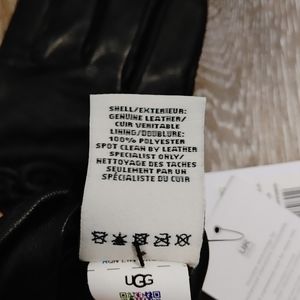 SHELL/EXTERIEUR:
GENUINE LEATHER/
CUIR VERITABLE
LINING/DOUBLURE:
100% POLYESTER
SPOT CLEAN BY LEATHER
SPECIALIST ONLY/
NETTOYAGE DES TACHES
SEULEMENT PAR UN
SPÉCIALISTE DU CUIR
UGG